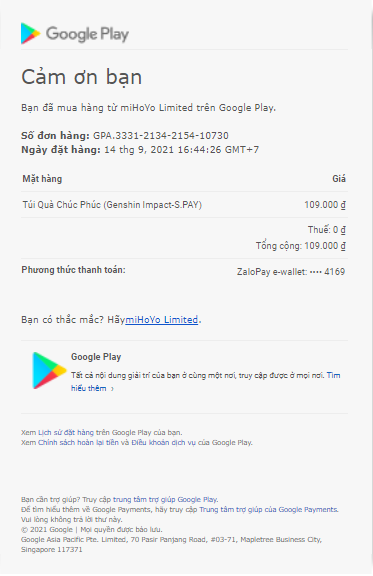 Google Play
Cảm ơn bạn
Bạn đã mua hàng từ miHoYo Limited trên Google Play.
Số đơn hàng: GPA.3331-2134-2154-10730
Ngày đặt hàng: 14 thg 9, 2021 16:44:26 GMT+7
Mặt hàng Giá
Túi Quà Chúc Phúc (Genshin Impact-S.PAY) 109.000 ₫
Thuế: 0 ₫
Tổng cộng: 109.000 ₫
Phương thức thanh toán: ZaloPay e-wallet: •••• 4169
Bạn có thắc mắc? HãymiHoYo Limited.
Google Play
Tất cả nội dung giải trí của bạn ở cùng một nơi, truy cập được ở mọi nơi. Tìm
hiểu thêm ›
Xem Lịch sử đặt hàng trên Google Play của bạn.
Xem Chính sách hoàn lại tiền và Điều khoản dịch vụ của Google Play.
Bạn cần trợ giúp? Truy cập trung tâm trợ giúp Google Play.
Để tìm hiểu thêm về Google Payments, hãy truy cập Trung tâm trợ giúp của Google Payments.
Vui lòng không trả lời thư này.
© 2021 Google | Mọi quyền được bảo lưu.
Google Asia Pacific Pte. Limited, 70 Pasir Panjang Road, #03-71, Mapletree Business City,
Singapore 117371